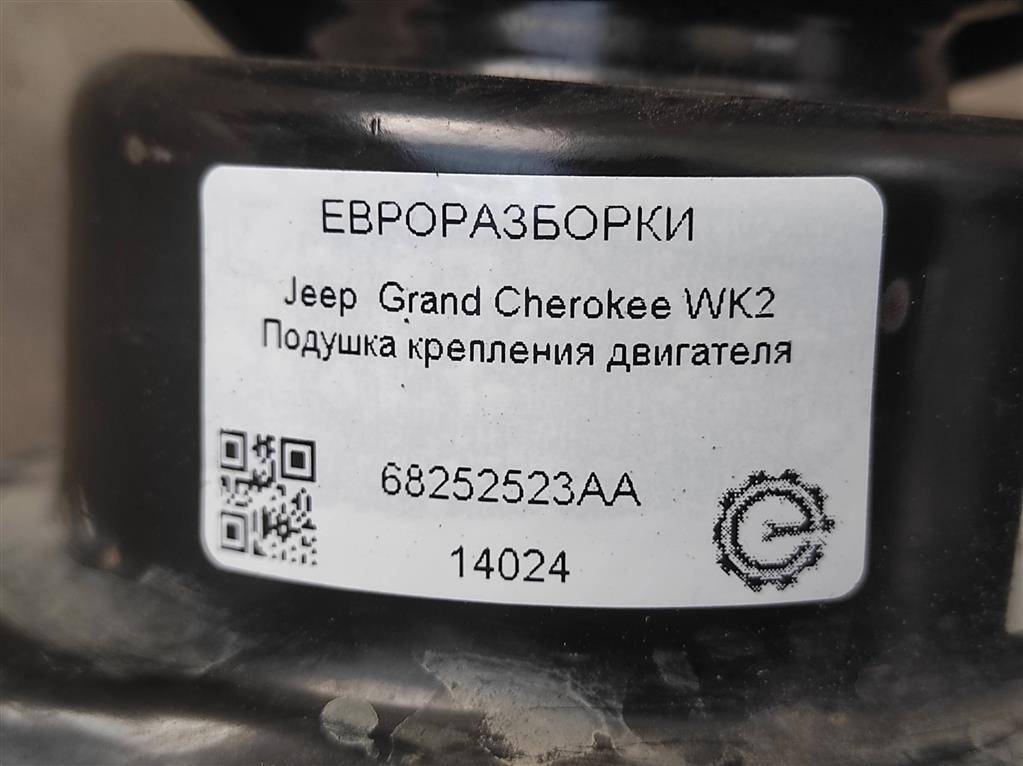 ЕВРОРАЗБОРКИ
Jeep Grand Cherokee WK2
Подушка крепления двигателя
68252523AA
14024